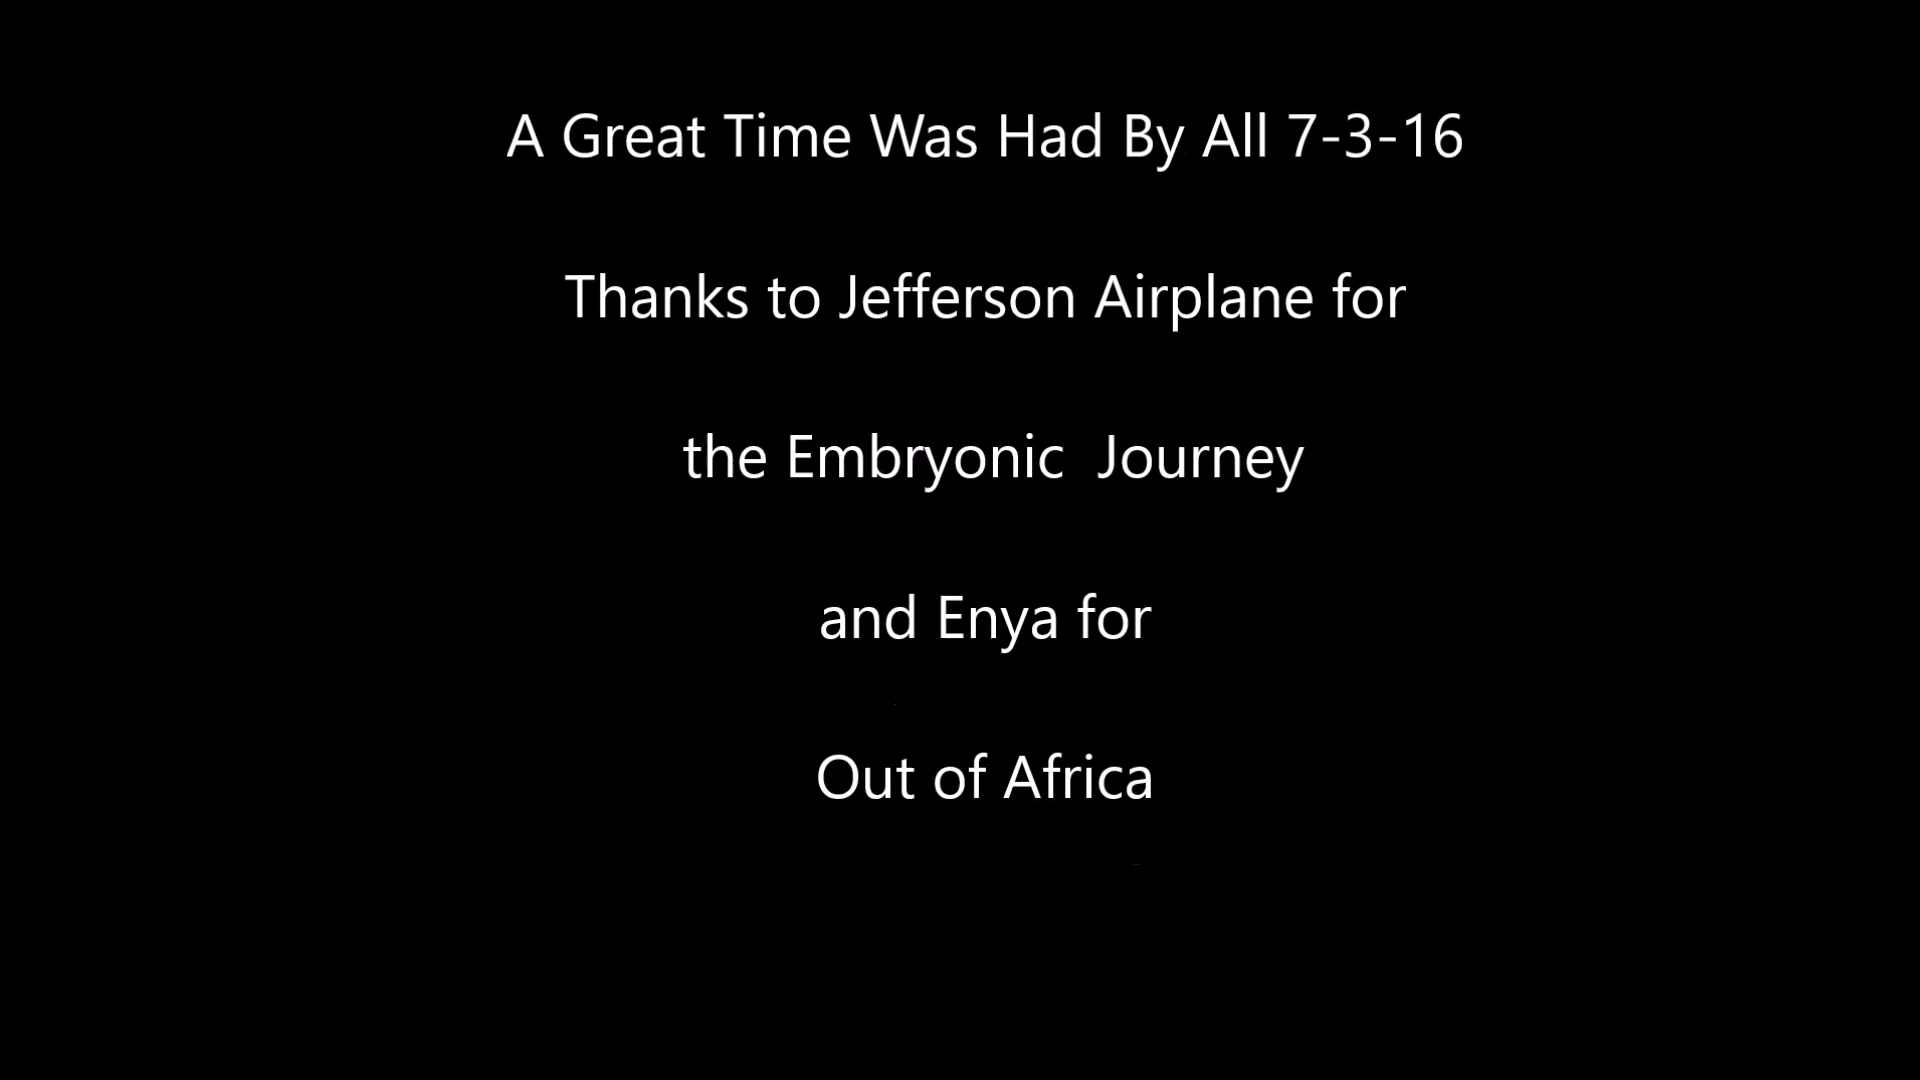 A Great Time Was Had By All 7-3-16
Thanks to Jefferson Airplane for
the Embryonic  Journey
and Enya for
Out of Africa